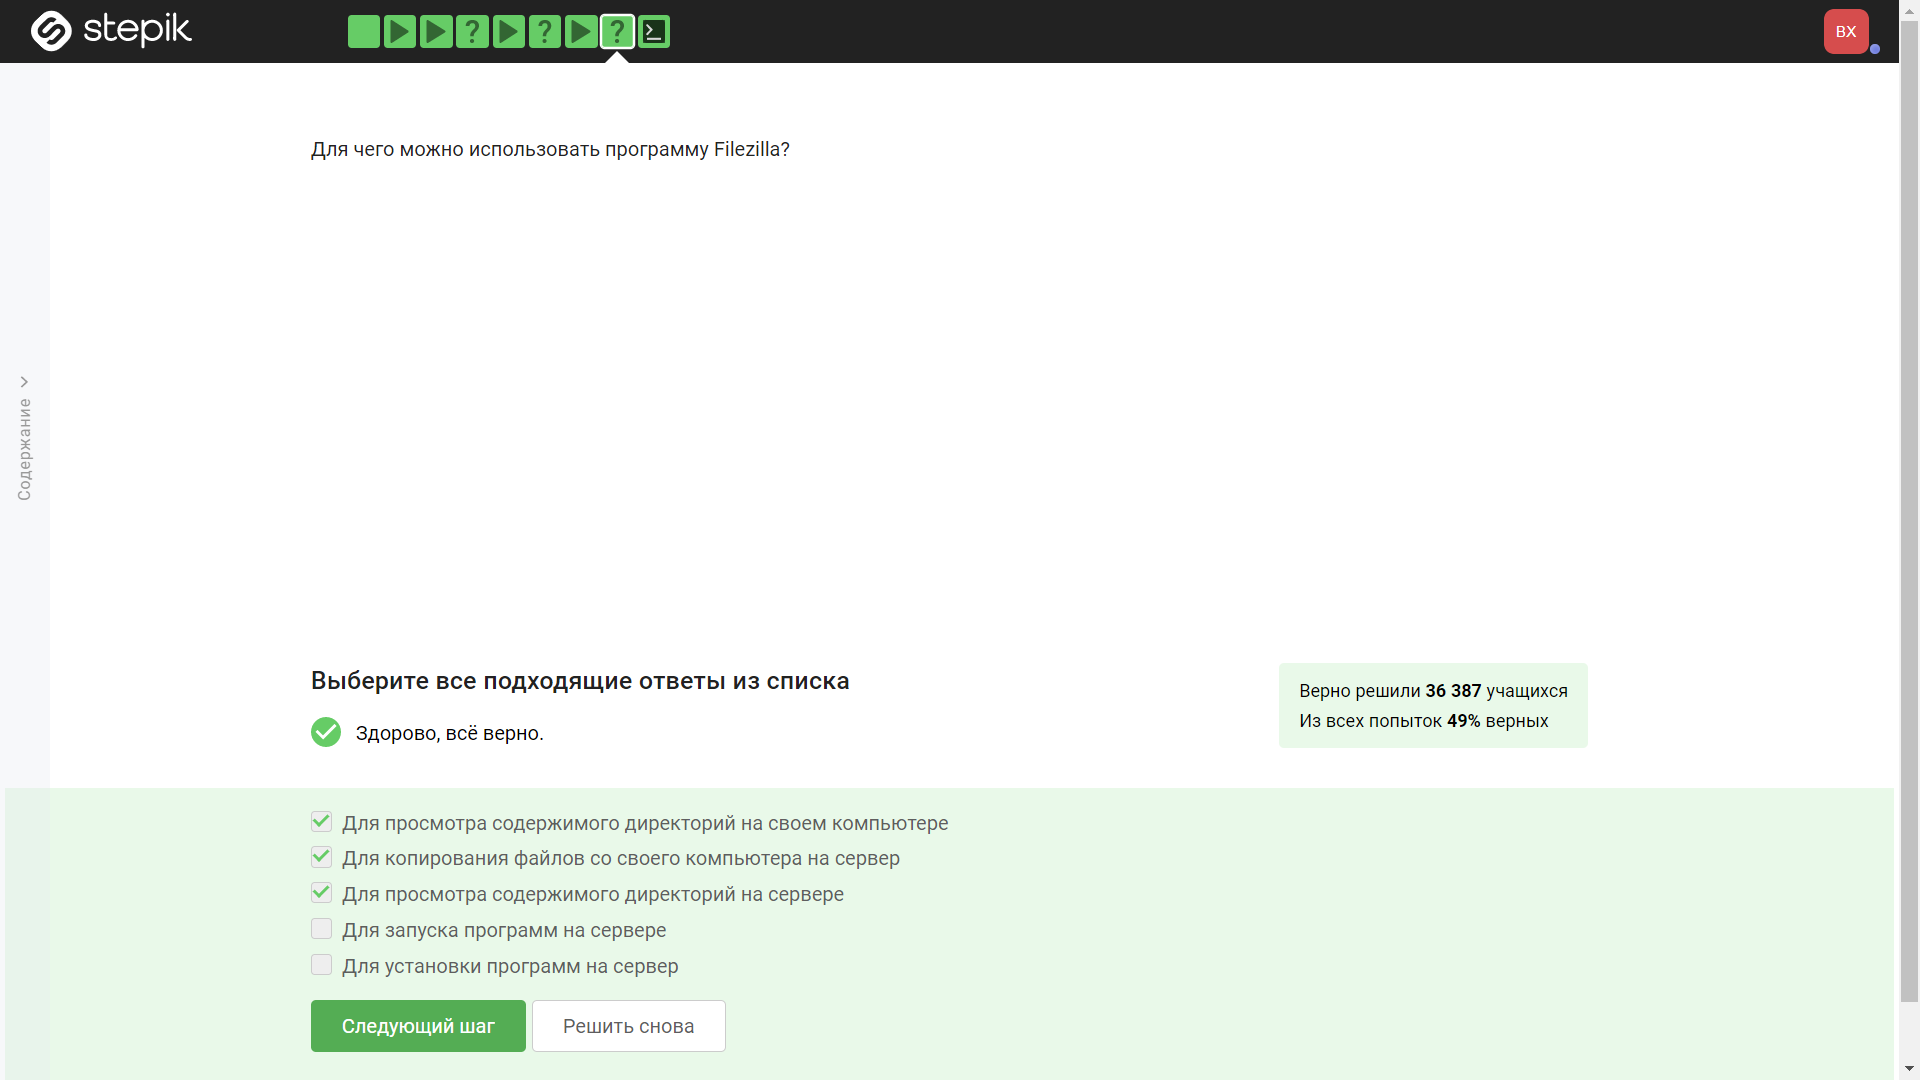 stepik
ВХ
Содержание
Для чего можно использовать программу Filezilla?
Выберите все подходящие ответы из списка
Здорово, всё верно.
Верно решили 36 387 учащихся
Из всех попыток 49% верных
Для просмотра содержимого директорий на своем компьютере
Для копирования файлов со своего компьютера на сервер
Для просмотра содержимого директорий на сервере
Для запуска программ на сервере
Для установки программ на сервер
Следующий шаг
Решить снова